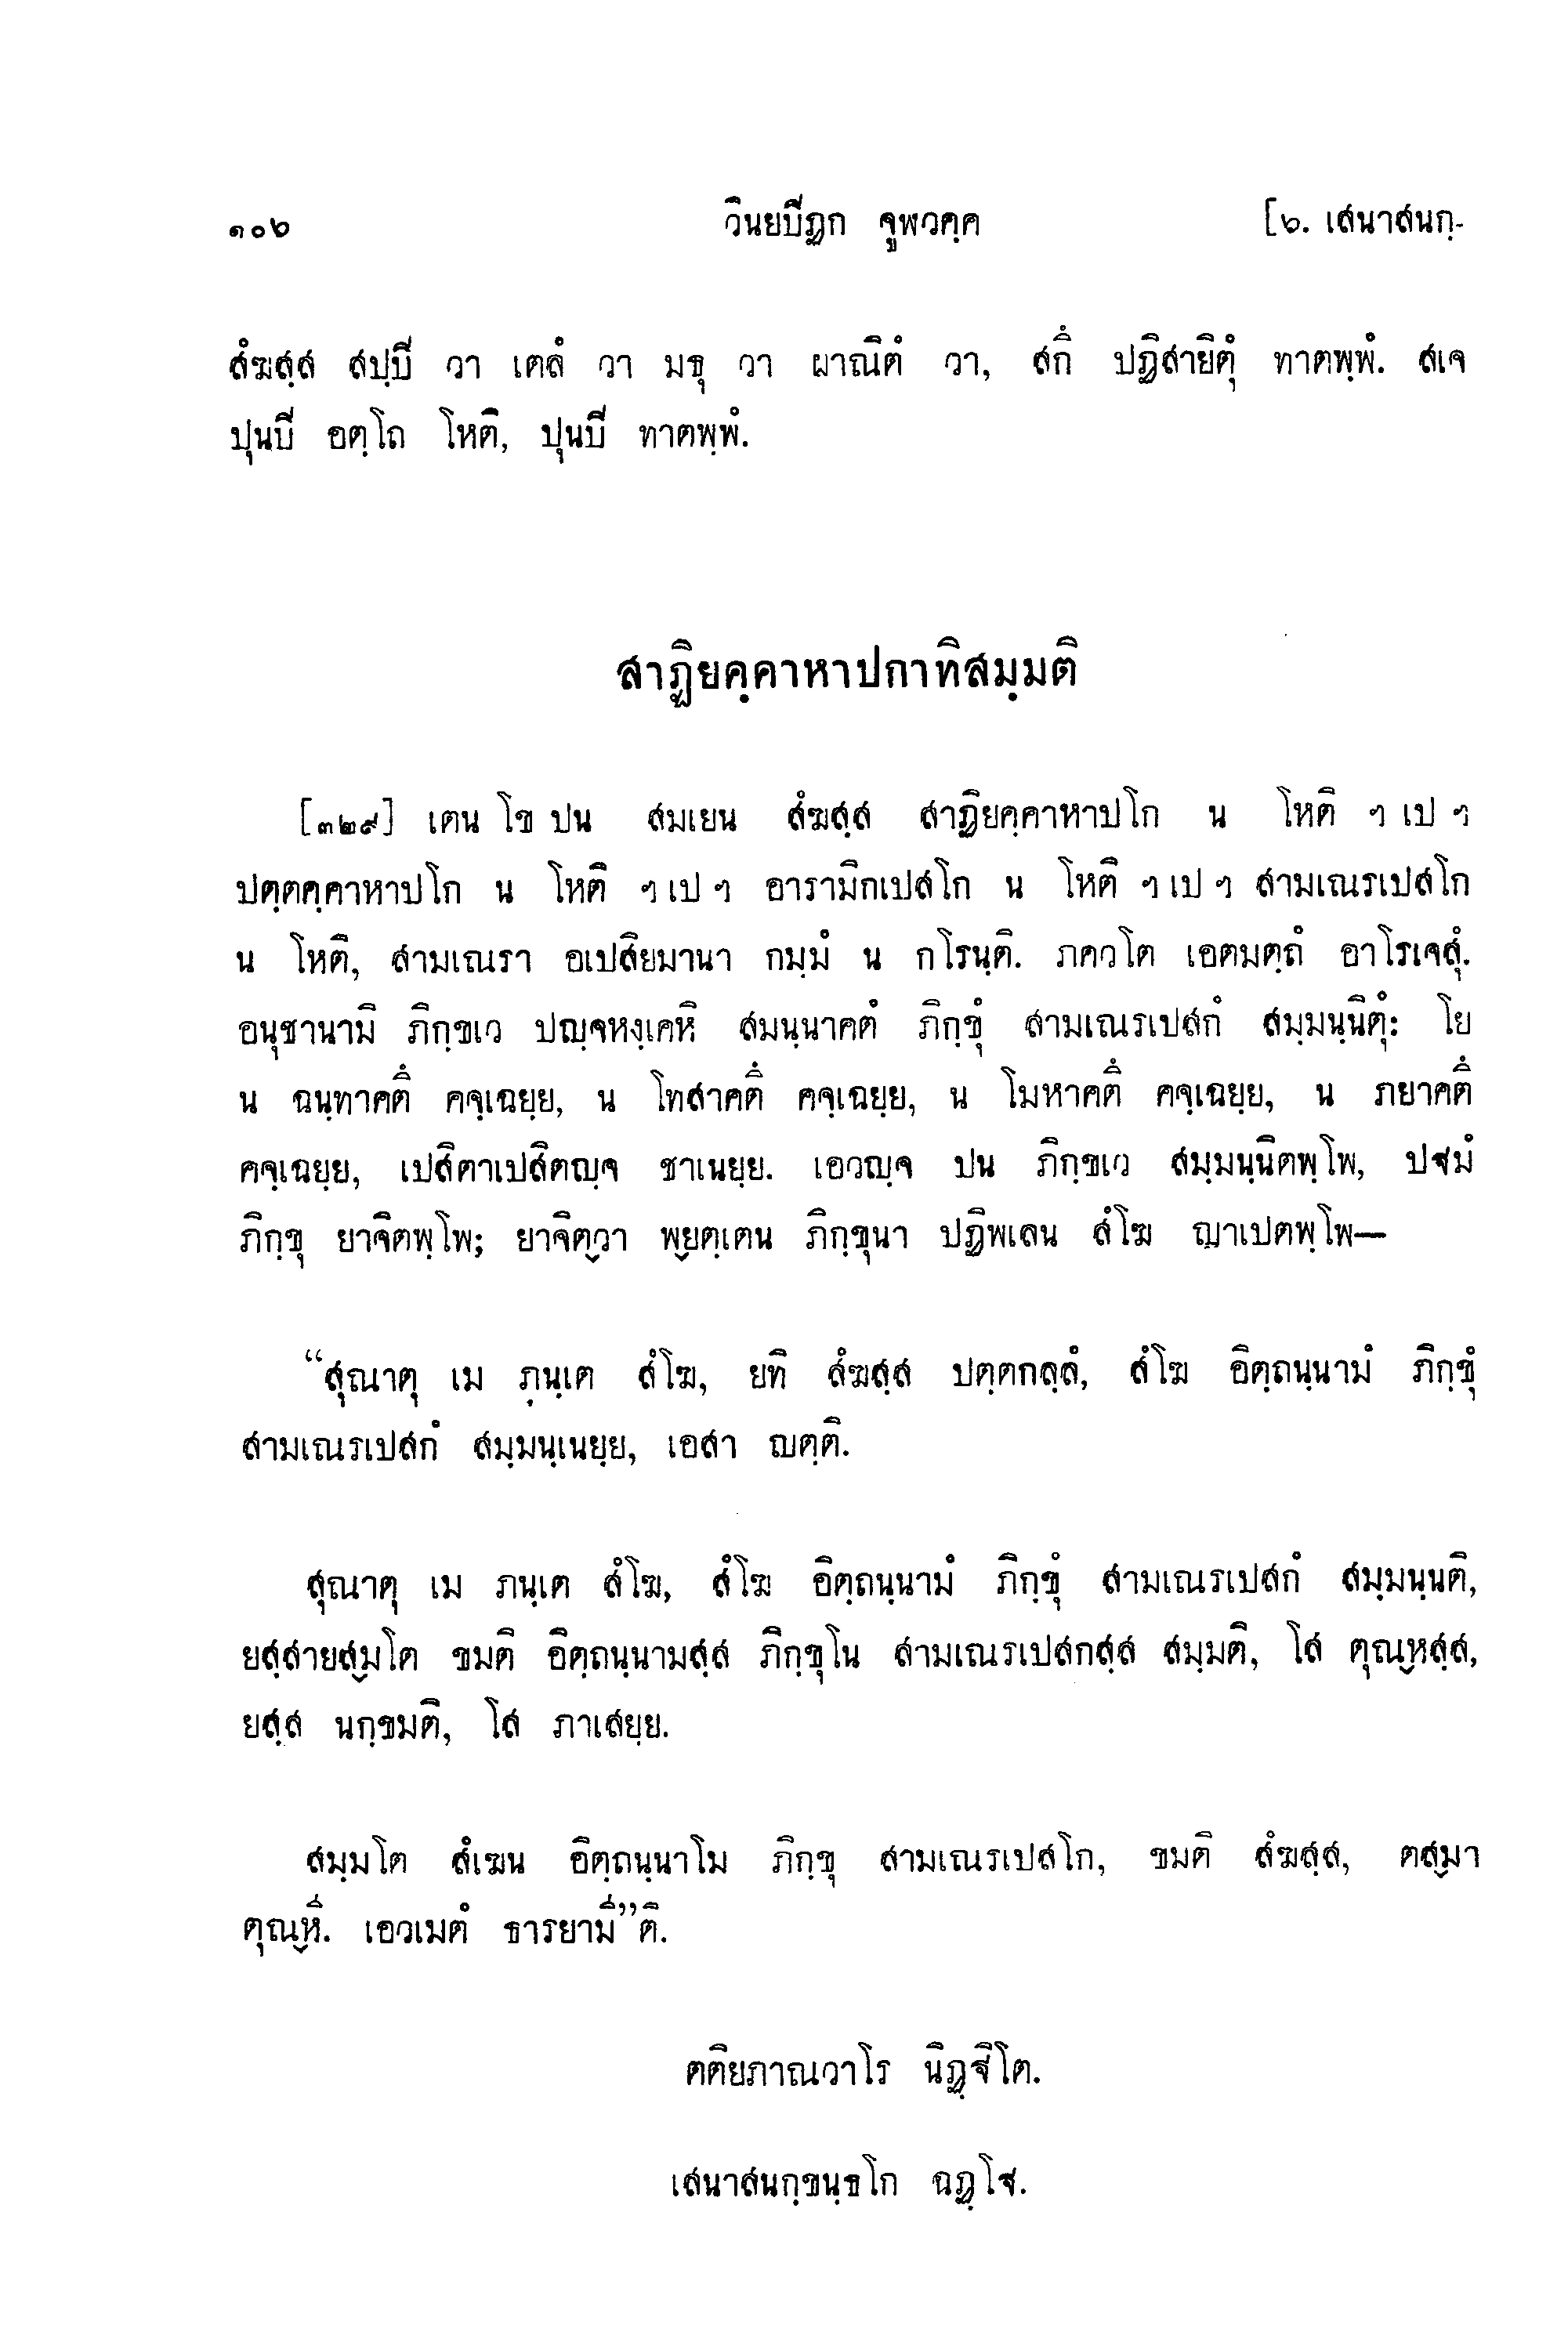 ๑๐๖ วินยปิฏก จูฬวคฺค [๖. เสนาสนกฺ-
สํฆสฺส สปฺปิ วา เตลํ วา มธุ วา ผาณิตํ วา, สกึ ปฏิสายิตุํ ทาตพฺพํ. สเจ
ปุนปิ อตฺโถ โหติ, ปุนปิ ทาตพฺพํ.
สาฏิยคฺคาหาปกาทิสมฺมติ
[๓๒๙] เตน โข ปน สมเยน สํฆสฺส สาฏิยคฺคาหาปโก น โหติ ฯ เป ฯ
ปตฺตคฺคาหาปโก น โหติ ฯ เป ฯ อารามิกเปสโก น โหติ ฯ เป ฯ สามเณรเปสโก
น โหติ, สามเณรา อเปสิยมานา กมฺมํ น กโรนฺติ. ภควโต เอตมตฺถํ อาโรเจสุํ.
อนุชานามิ ภิกฺขเว ปญฺจหงฺเคหิ สมนฺนาคตํ ภิกฺขุํ สามเณรเปสกํ สมฺมนฺนิตุํ: โย
น ฉนฺทาคตึ คจฺเฉยฺย, น โทสาคตึ คจฺเฉยฺย, น โมหาคตึ คจฺเฉยฺย, น ภยาคตึ
คจฺเฉยฺย, เปสิตาเปสิตญฺจ ชาเนยฺย. เอวญฺจ ปน ภิกฺขเว สมฺมนฺนิตพฺโพ, ปฐมํ
ภิกฺขุ ยาจิตพฺโพ; ยาจิตฺวา พฺยตฺเตน ภิกฺขุนา ปฏิพเลน สํโฆ ญาเปตพฺโพ—
“สุณาตุ เม ภนฺเต สํโฆ, ยทิ สํฆสฺส ปตฺตกลฺลํ, สํโฆ อิตฺถนฺนามํ ภิกฺขุํ
สามเณรเปสกํ สมฺมนฺเนยฺย, เอสา ญตฺติ.
สุณาตุ เม ภนฺเต สํโฆ, สํโฆ อิตฺถนฺนามํ ภิกฺขุํ สามเณรเปสกํ สมฺมนฺนติ,
ยสฺสายสฺมโต ขมติ อิตฺถนฺนามสฺส ภิกฺขุโน สามเณรเปสกสฺส สมฺมติ, โส ตุณฺหสฺส,
ยสฺส นกฺขมติ, โส ภาเสยฺย.
สมฺมโต สํเฆน อิตฺถนฺนาโม ภิกฺขุ สามเณรเปสโก, ขมติ สํฆสฺส, ตสฺมา
ตุณฺหี. เอวเมตํ ธารยามี”ติ.
ตติยภาณวาโร นิฏฺฐิโต.
เสนาสนกฺขนฺธโก ฉฏฺโฐ.